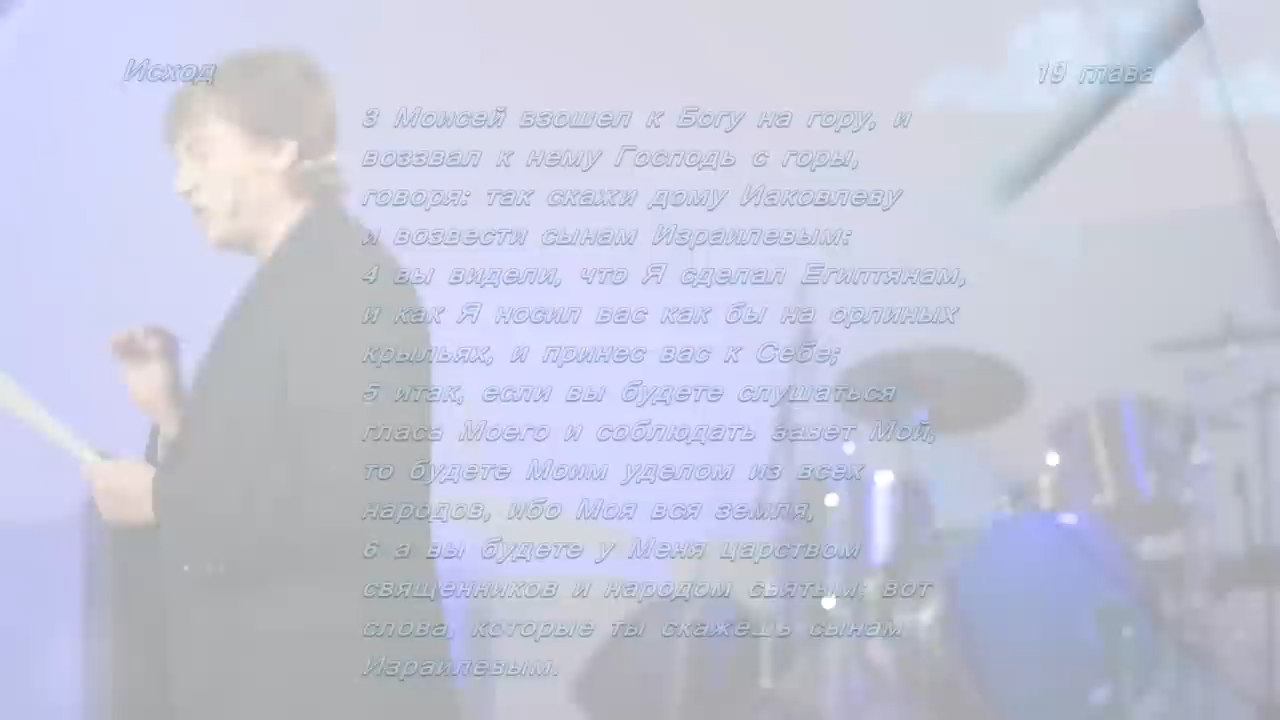 Исход
19 глава
3 Моисей взошел к Богу на гору, и
воззвал к нему Господь с горы,
говоря: так скажи дому Иаковлеву
и возвести сынам Израилевым:
4 вы видели, что Я сделал Египтянам,
и как Я носил вас как бы на орлиных
крыльях, и принес вас к Себе;
5 итак, если вы будете слушаться
гласа Моего и соблюдать завет Мой,
то будете Моим уделом из всех
народов, ибо Моя вся земля,
6 а вы будете у Меня царством
священников и народом святым; вот
слова, которые ты скажешь сынам
Израилевым.